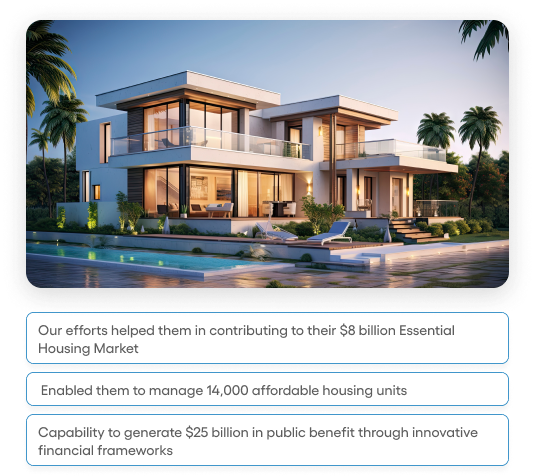 Our efforts helped them in contributing to their $8 billion Essential
Housing Market
Enabled them to manage 14,000 affordable housing units
Capability to generate $25 billion in public benefit through innovative
financial frameworks